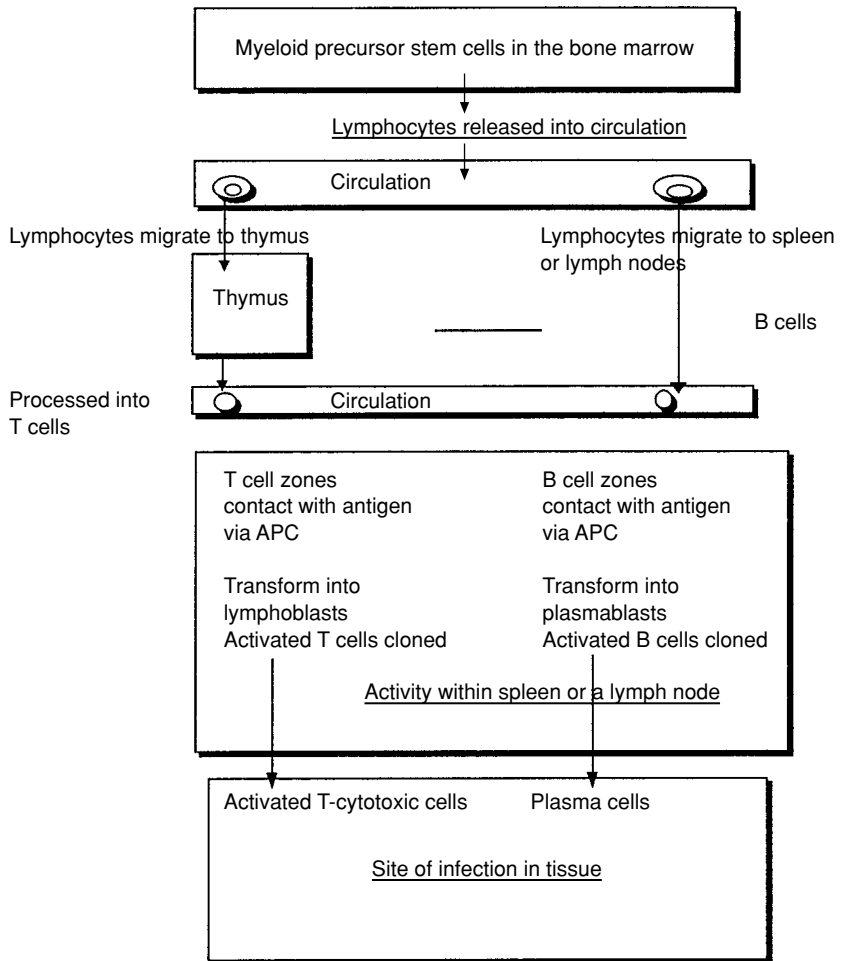 Myeloid precursor stem cells in the bone marrow
Lymphocytes released into circulation
Circulation
Lymphocytes migrate to thymus
Lymphocytes migrate to spleen
or lymph nodes
Thymus
B cells
Processed into
T cells
Circulation
T cell zones
contact with antigen
via APC
B cell zones
contact with antigen
via APC
Transform into
lymphoblasts
Activated T cells cloned
Transform into
plasmablasts
Activated B cells cloned
Activity within spleen or a lymph node
Activated T-cytotoxic cells
Plasma cells
Site of infection in tissue